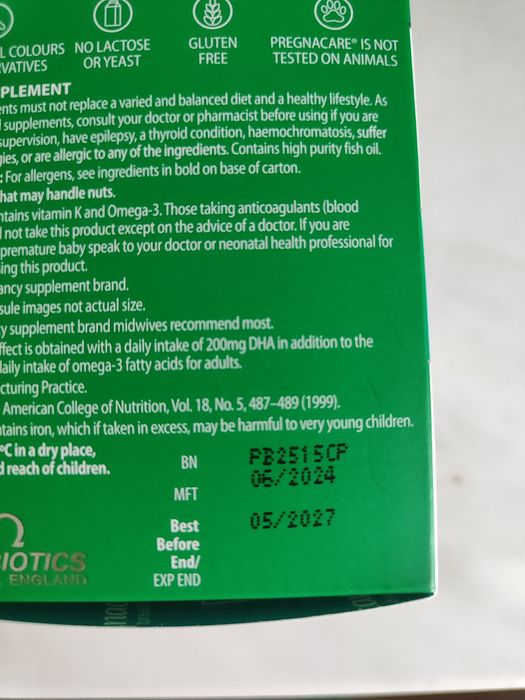 L COLOURS
VATIVES
NO LACTOSE
OR YEAST
GLUTEN
FREE
PREGNACARE® IS NOT
TESTED ON ANIMALS
PPLEMENT
ents must not replace a varied and balanced diet and a healthy lifestyle. As
supplements, consult your doctor or pharmacist before using if you are
supervision, have epilepsy, a thyroid condition, haemochromatosis, suffer
ies, or are allergic to any of the ingredients. Contains high purity fish oil.
: For allergens, see ingredients in bold on base of carton.
hat may handle nuts.
ntains vitamin K and Omega-3. Those taking anticoagulants (blood
not take this product except on the advice of a doctor. If you are
premature baby speak to your doctor or neonatal health professional for
ing this product.
ancy supplement brand.
sule images not actual size.
y supplement brand midwives recommend most.
ffect is obtained with a daily intake of 200mg DHA in addition to the
daily intake of omega-3 fatty acids for adults.
cturing Practice.
American College of Nutrition, Vol. 18, No. 5, 487–489 (1999).
ntains iron, which if taken in excess, may be harmful to very young children.
°C in a dry place,
d reach of children.
BN PB2515CP
MFT 06/2024
Best
Before
End/
EXP END
05/2027
BIOTICS
ENGLAND